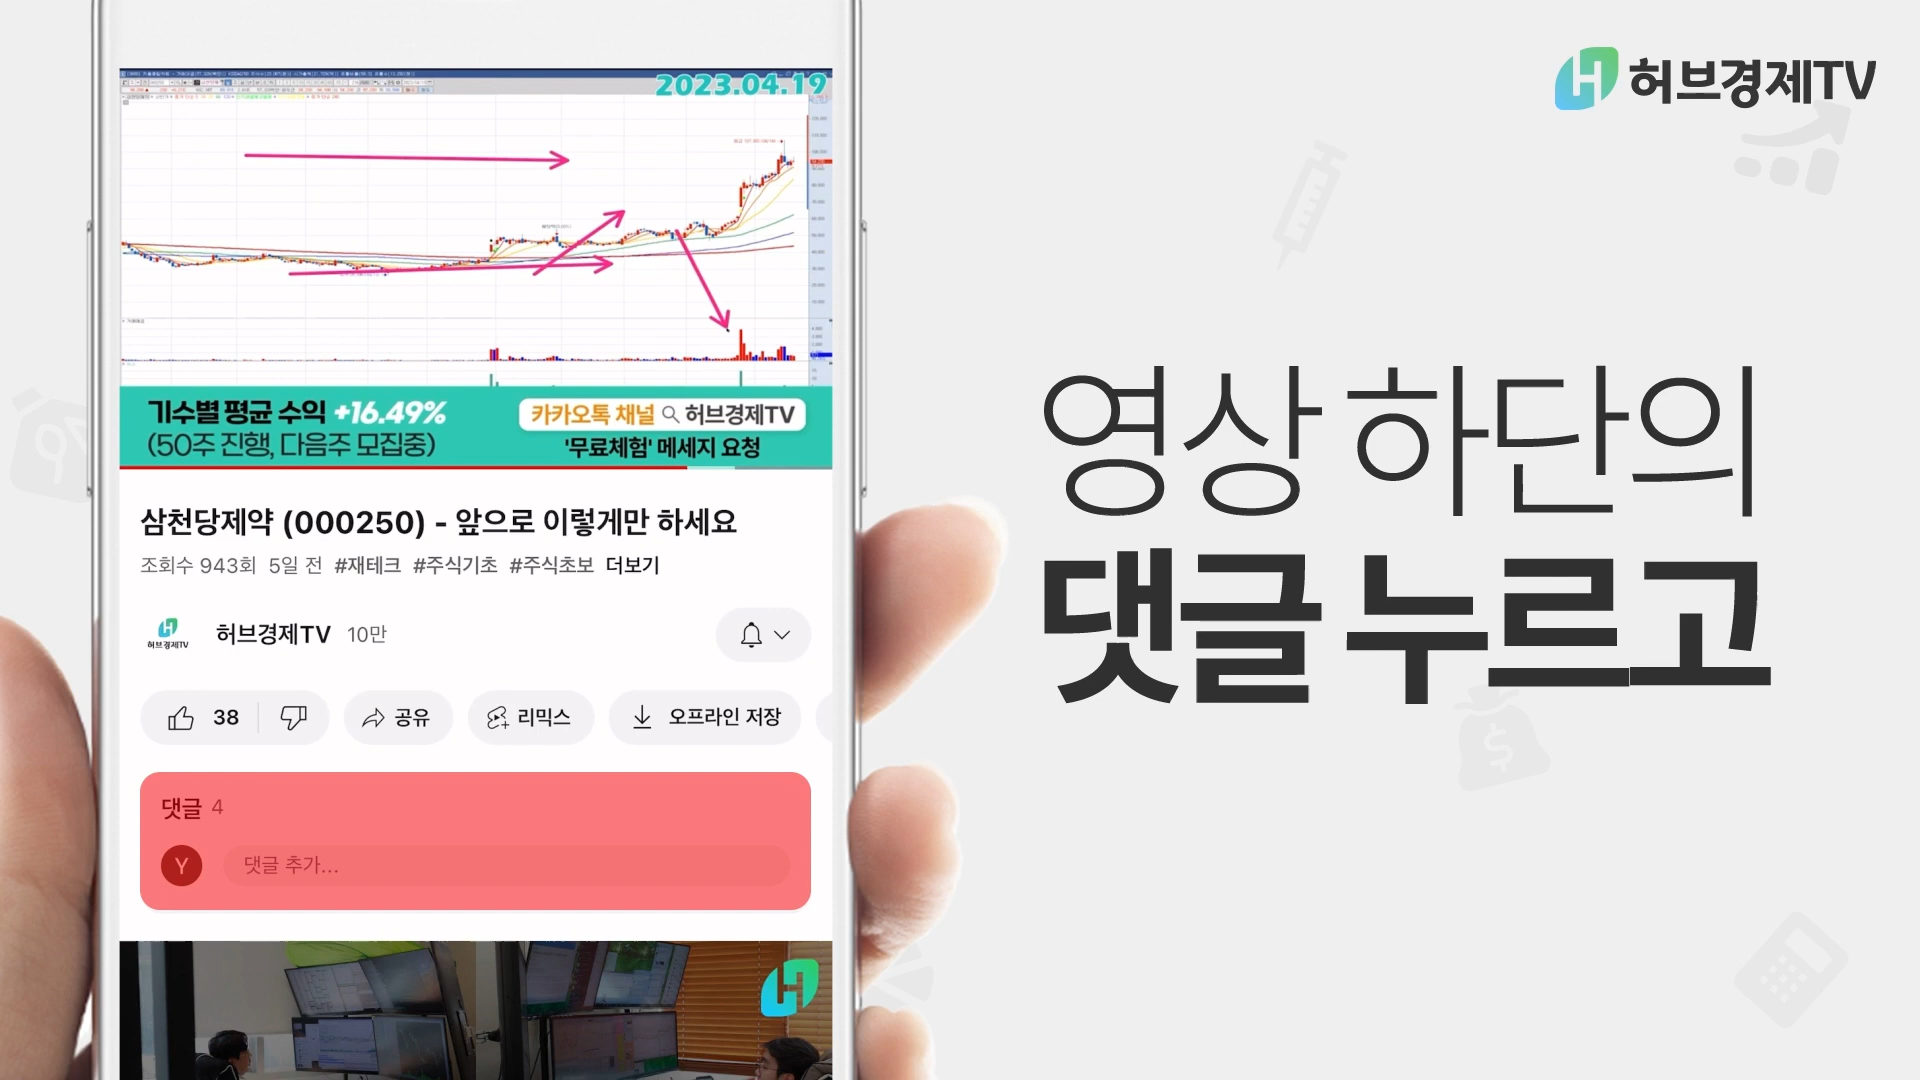 2023.04.19
기수별 평균 수익 +16.49%
(50주 진행, 다음주 모집중)
카카오톡 채널 허브경제TV
'무료체험' 메세지 요청
삼천당제약 (000250) - 앞으로 이렇게만 하세요
조회수 943회 5일 전 #재테크 #주식기초 #주식초보 더보기
허브경제TV
허브경제TV 10만
38
공유
리믹스
오프라인 저장
댓글 4
Y
댓글 추가...
허브경제TV
영상 하단의
댓글 누르고